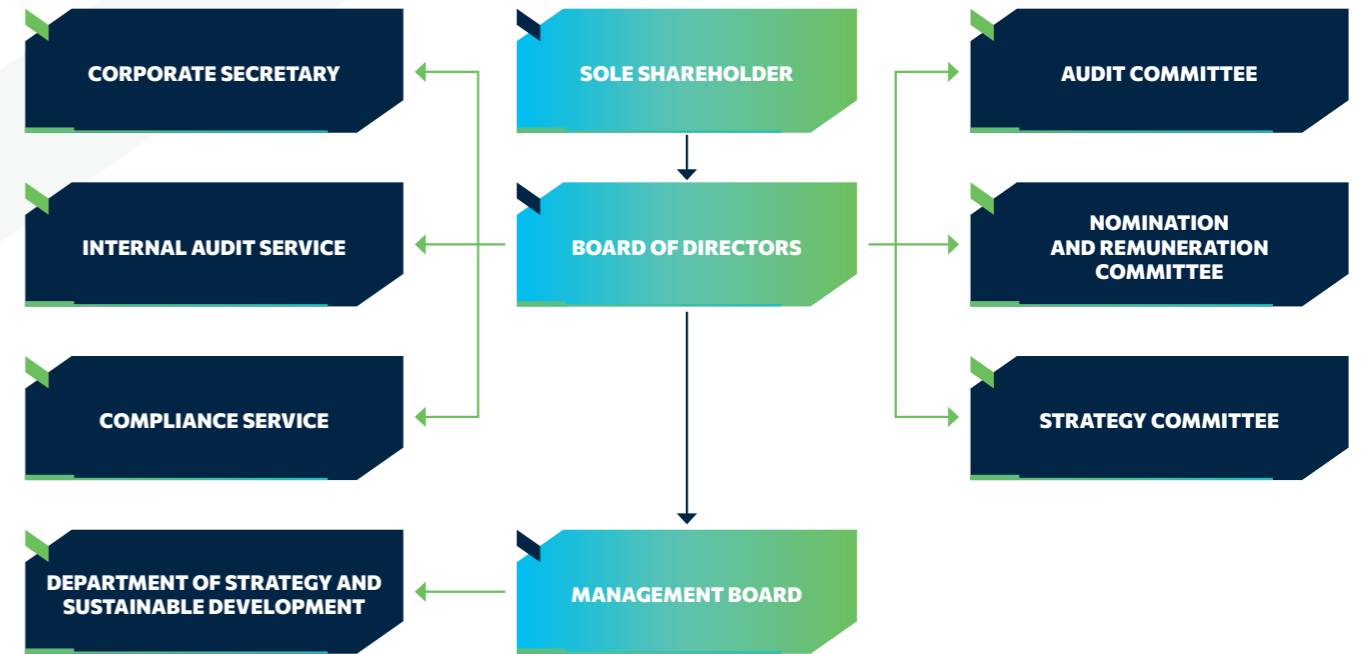 CORPORATE SECRETARY
SOLE SHAREHOLDER
AUDIT COMMITTEE
INTERNAL AUDIT SERVICE
BOARD OF DIRECTORS
NOMINATION
AND REMUNERATION
COMMITTEE
COMPLIANCE SERVICE
STRATEGY COMMITTEE
DEPARTMENT OF STRATEGY AND
SUSTAINABLE DEVELOPMENT
MANAGEMENT BOARD